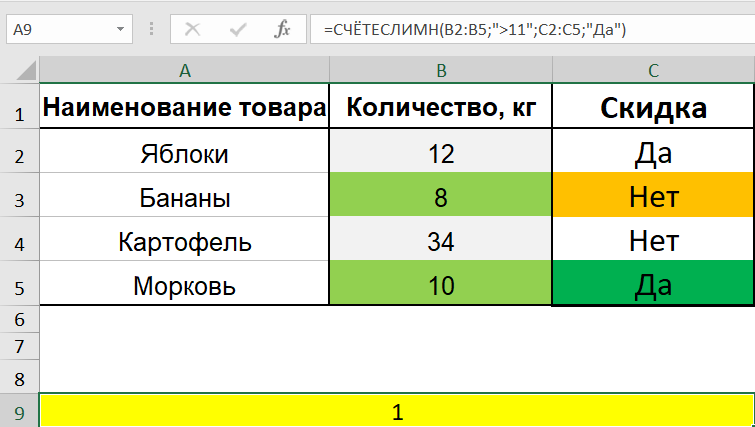 A9 fx =СЧЁТЕСЛИМН(B2:B5;">11";C2:C5;"Да")
A B C
1 Наименование товара Количество, кг Скидка
2 Яблоки 12 Да
3 Бананы 8 Нет
4 Картофель 34 Нет
5 Морковь 10 Да
6
7
8
9 1